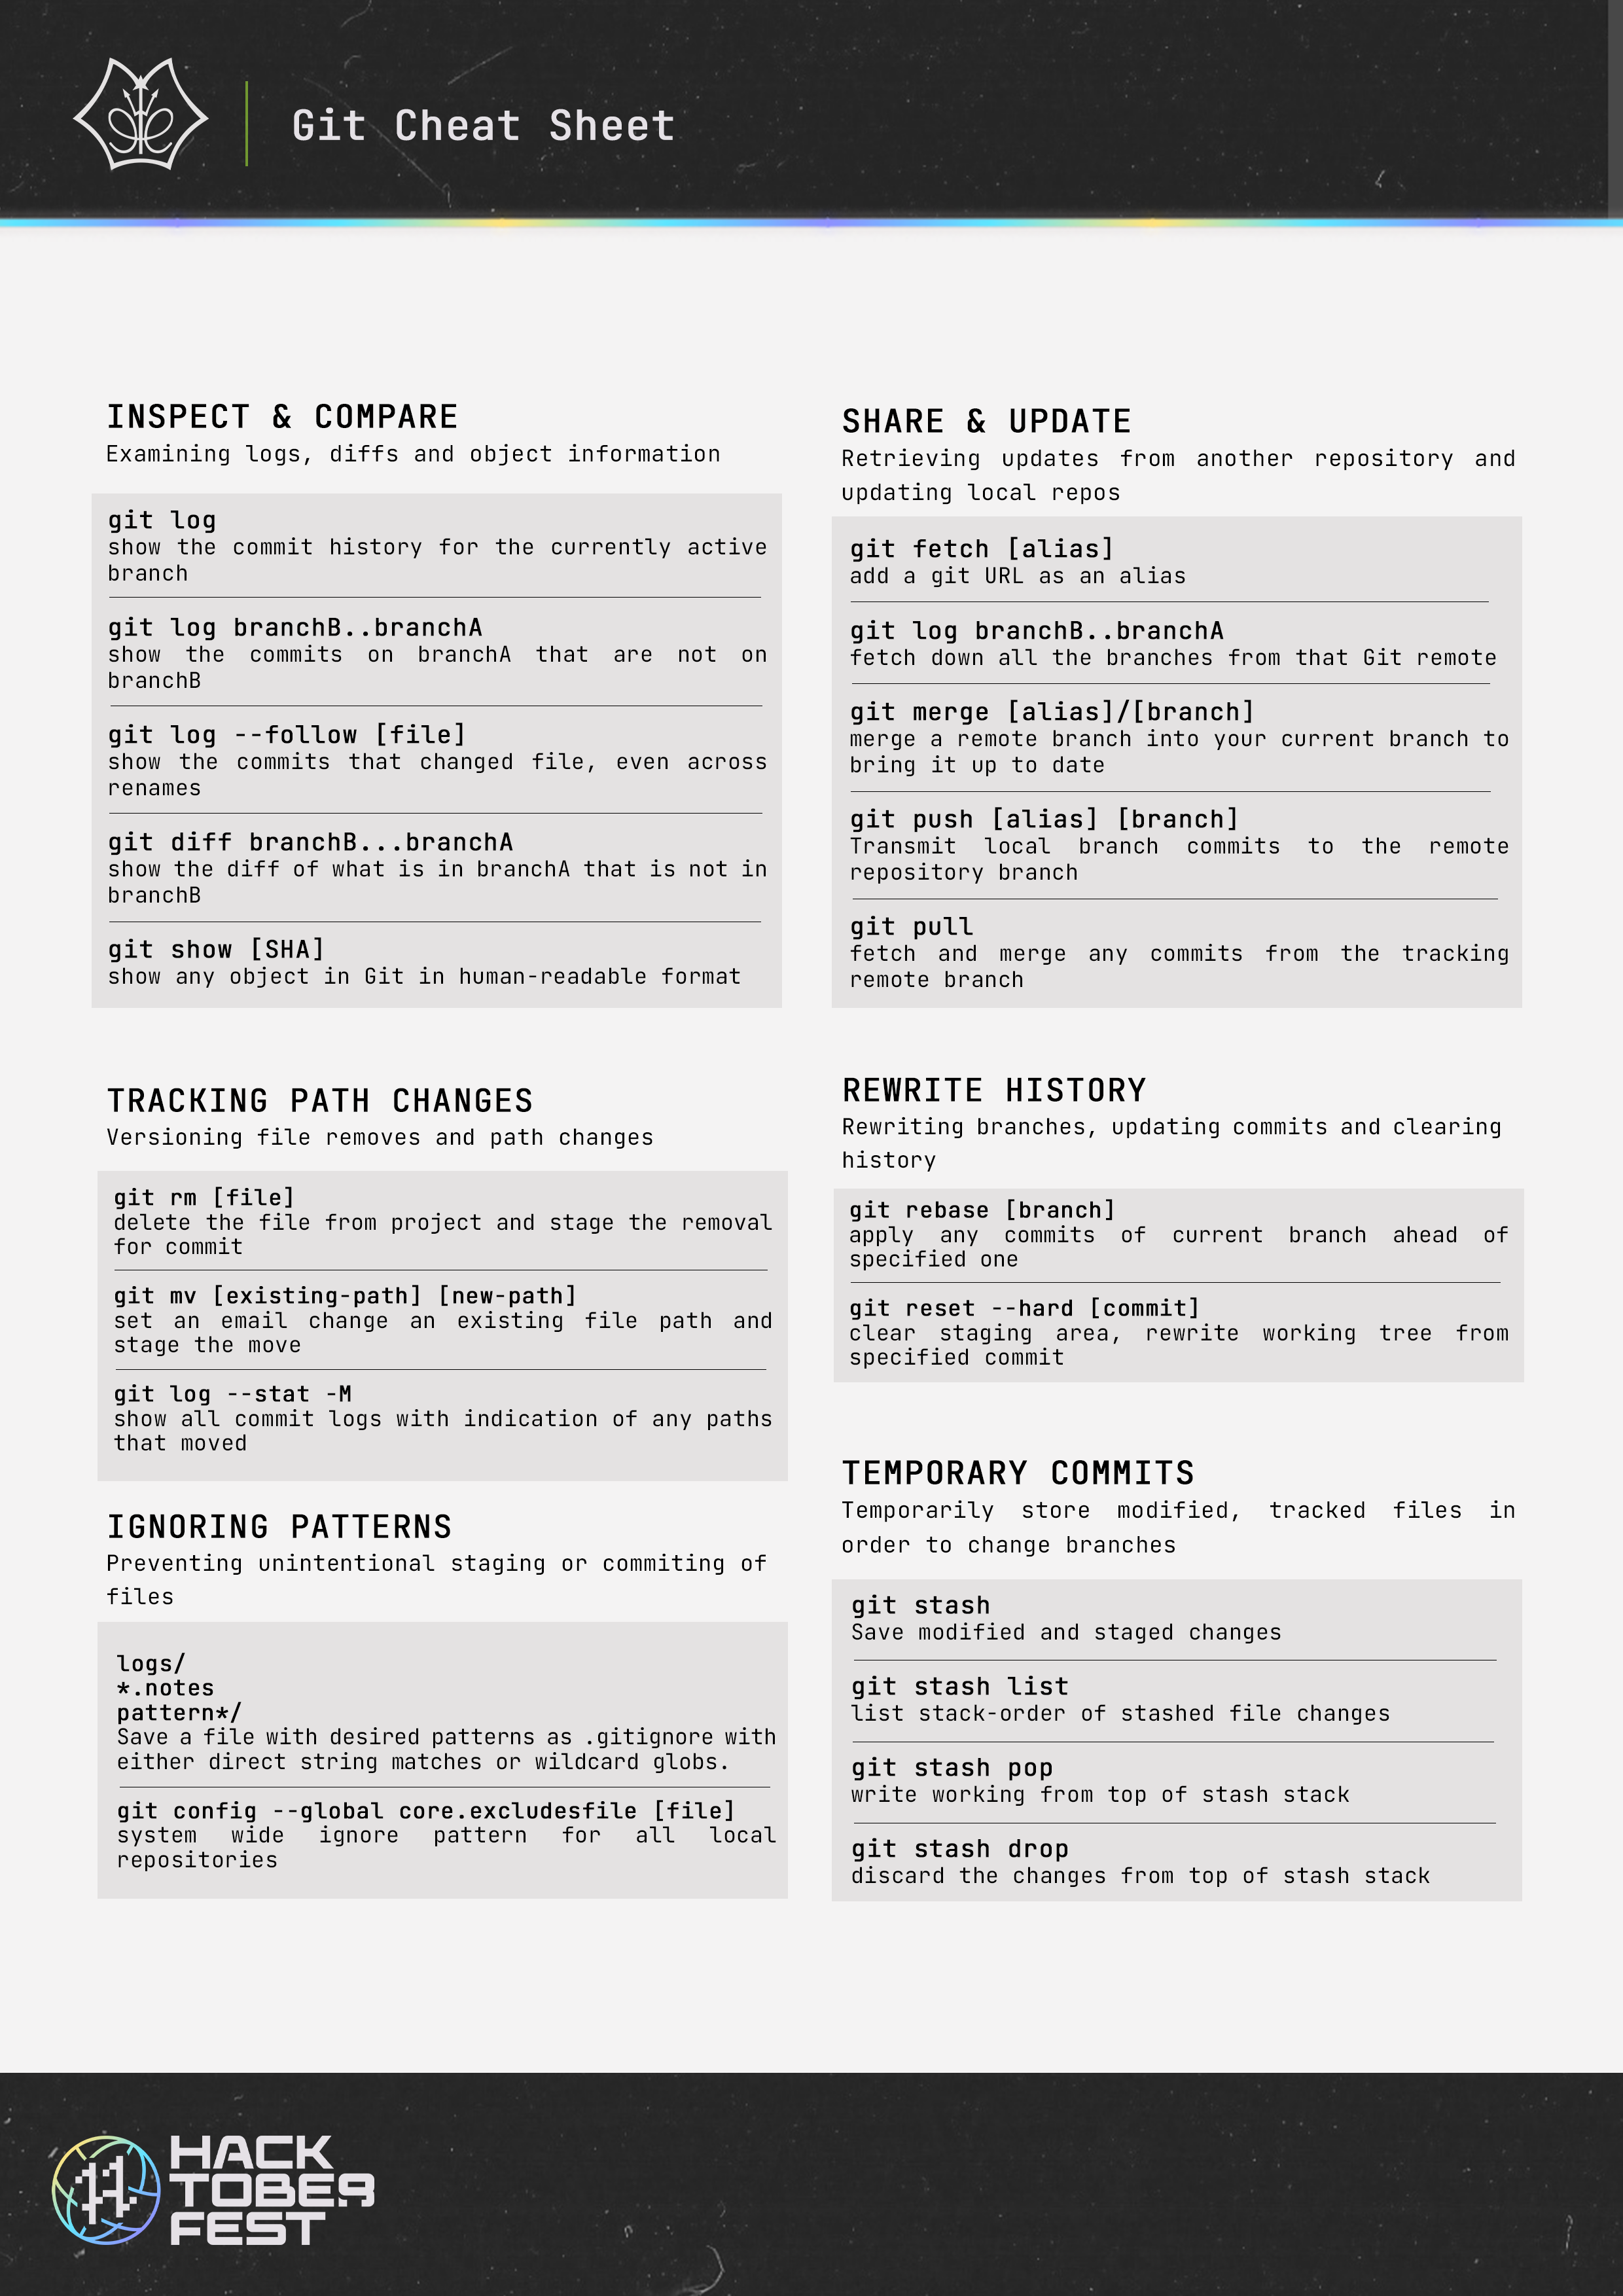 Git Cheat Sheet
INSPECT & COMPARE
Examining logs, diffs and object information
git log
show the commit history for the currently active
branch
git log branchB..branchA
show the commits on branchA that are not on
branchB
git log --follow [file]
show the commits that changed file, even across
renames
git diff branchB...branchA
show the diff of what is in branchA that is not in
branchB
git show [SHA]
show any object in Git in human-readable format
TRACKING PATH CHANGES
Versioning file removes and path changes
git rm [file]
delete the file from project and stage the removal
for commit
git mv [existing-path] [new-path]
set an email change an existing file path and
stage the move
git log --stat -M
show all commit logs with indication of any paths
that moved
IGNORING PATTERNS
Preventing unintentional staging or commiting of
files
logs/
*.notes
pattern*/
Save a file with desired patterns as .gitignore with
either direct string matches or wildcard globs.
git config --global core.excludesfile [file]
system wide ignore pattern for all local
repositories
SHARE & UPDATE
Retrieving updates from another repository and
updating local repos
git fetch [alias]
add a git URL as an alias
git log branchB..branchA
fetch down all the branches from that Git remote
git merge [alias]/[branch]
merge a remote branch into your current branch to
bring it up to date
git push [alias] [branch]
Transmit local branch commits to the remote
repository branch
git pull
fetch and merge any commits from the tracking
remote branch
REWRITE HISTORY
Rewriting branches, updating commits and clearing
history
git rebase [branch]
apply any commits of current branch ahead of
specified one
git reset --hard [commit]
clear staging area, rewrite working tree from
specified commit
TEMPORARY COMMITS
Temporarily store modified, tracked files in
order to change branches
git stash
Save modified and staged changes
git stash list
list stack-order of stashed file changes
git stash pop
write working from top of stash stack
git stash drop
discard the changes from top of stash stack
HACK
TOBER
FEST